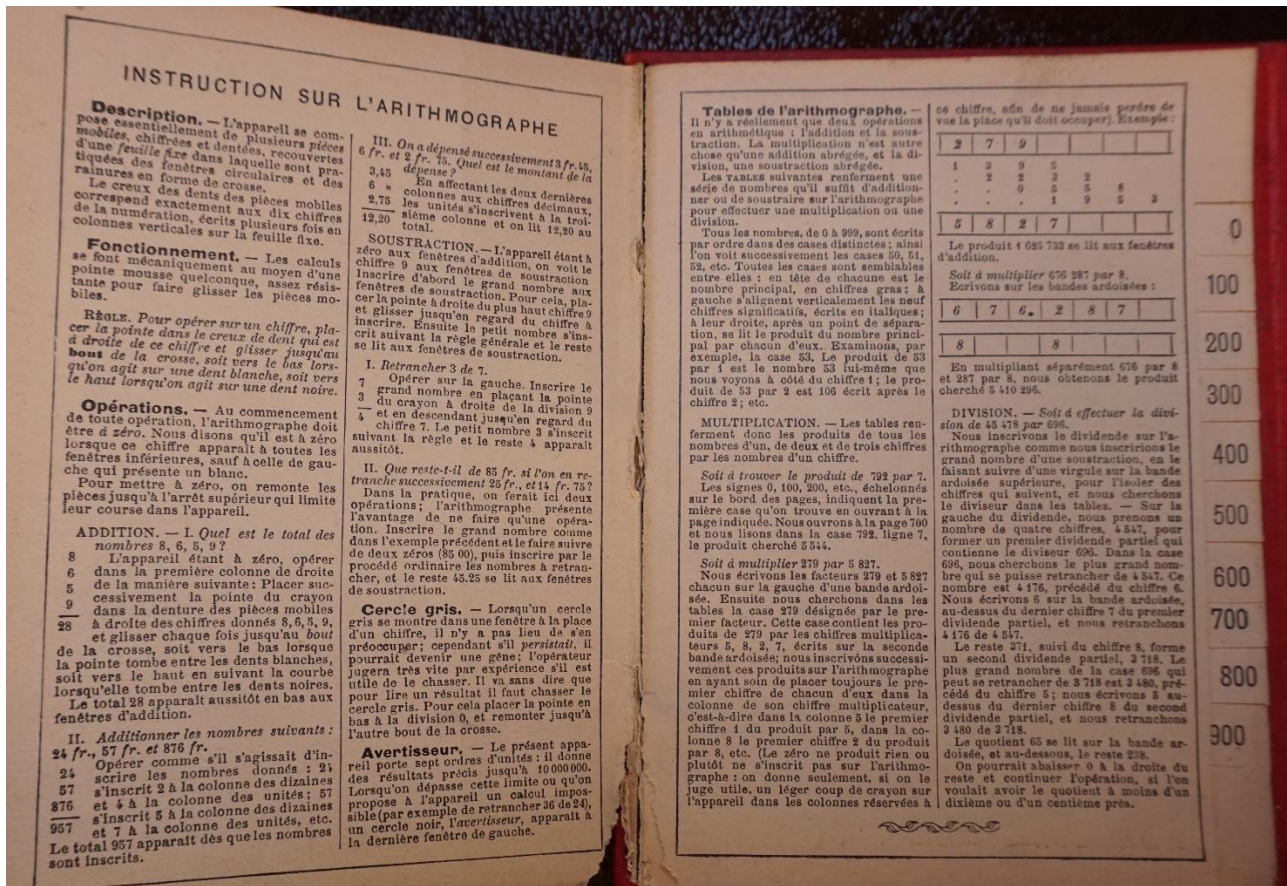 INSTRUCTION SUR L'ARITHMOGRAPHE
Description. — L'appareil se com-
pose essentiellement de plusieurs pièces
mobiles, chiffrées et dentées, recouvertes
d'une feuille fixe dans laquelle sont pra-
tiquées des fenêtres circulaires et des
rainures en forme de crosse.
Le creux des dents des pièces mobiles
correspond exactement aux dix chiffres
de la numération, écrits plusieurs fois en
colonnes verticales sur la feuille fixe.
Fonctionnement. — Les calculs
se font mécaniquement au moyen d'une
pointe mousse quelconque, assez résis-
tante pour faire glisser les pièces mo-
biles.
RÈGLE. Pour opérer sur un chiffre, pla-
cer la pointe dans le creux de dent qui est
à droite de ce chiffre et glisser jusqu'au
bout de la crosse, soit vers le bas lors-
qu'on agit sur une dent blanche, soit vers
le haut lorsqu'on agit sur une dent noire.
Opérations. — Au commencement
de toute opération, l'arithmographe doit
être à zéro. Nous disons qu'il est à zéro
lorsque ce chiffre apparaît à toutes les
fenêtres inférieures, sauf à celle de gau-
che qui présente un blanc.
Pour mettre à zéro, on remonte les
pièces jusqu'à l'arrêt supérieur qui limite
leur course dans l'appareil.
ADDITION. — I. Quel est le total des
nombres 8, 6, 5, 9 ?
8 L'appareil étant à zéro, opérer
6 dans la première colonne de droite
5 de la manière suivante : Placer suc-
9 cessivement la pointe du crayon
28 dans la denture des pièces mobiles
à droite des chiffres donnés 8, 6, 5, 9,
et glisser chaque fois jusqu'au bout
de la crosse, soit vers le bas lorsque
la pointe tombe entre les dents blanches,
soit vers le haut en suivant la courbe
lorsqu'elle tombe entre les dents noires.
Le total 28 apparaît aussitôt en bas aux
fenêtres d'addition.
II. Additionner les nombres suivants :
24 fr., 57 fr. et 876 fr.
Opérer comme s'il s'agissait d'in-
24 scrire les nombres donnés : 24
57 s'inscrit 2 à la colonne des dizaines
876 et 4 à la colonne des unités ; 57
957 s'inscrit 5 à la colonne des dizaines
et 7 à la colonne des unités, etc.
Le total 957 apparaît dès que les nombres
sont inscrits.
III. On a dépensé successivement 3 fr. 45,
6 fr. et 2 fr. 75. Quel est le montant de la
dépense ?
3,45 En affectant les deux dernières
6 » colonnes aux chiffres décimaux,
2,75 les unités s'inscrivent à la troi-
12,20 sième colonne et on lit 12,20 au
total.
SOUSTRACTION. — L'appareil étant à
zéro aux fenêtres d'addition, on voit le
chiffre 9 aux fenêtres de soustraction
Inscrire d'abord le grand nombre aux
fenêtres de soustraction. Pour cela, pla-
cer la pointe à droite du plus haut chiffre 9
et glisser jusqu'en regard du chiffre à
inscrire. Ensuite le petit nombre s'ins-
crit suivant la règle générale et le reste
se lit aux fenêtres de soustraction.
I. Retrancher 3 de 7.
7 Opérer sur la gauche. Inscrire le
3 grand nombre en plaçant la pointe
4 du crayon à droite de la division 9
et en descendant jusqu'en regard du
chiffre 7. Le petit nombre 3 s'inscrit
suivant la règle et le reste 4 apparaît
aussitôt.
II. Que reste-t-il de 85 fr. si l'on en re-
tranche successivement 25 fr., et 14 fr. 75 ?
Dans la pratique, on ferait ici deux
opérations ; l'arithmographe présente
l'avantage de ne faire qu'une opéra-
tion. Inscrire le grand nombre comme
dans l'exemple précédent et le faire suivre
de deux zéros (85 00), puis inscrire par le
procédé ordinaire les nombres à retran-
cher, et le reste 45.25 se lit aux fenêtres
de soustraction.
Cercle gris. — Lorsqu'un cercle
gris se montre dans une fenêtre à la place
d'un chiffre, il n'y a pas lieu de s'en
préoccuper ; cependant s'il persistait, il
pourrait devenir une gêne ; l'opérateur
jugera très vite par expérience s'il est
utile de le chasser. Il va sans dire que
pour lire un résultat il faut chasser le
cercle gris. Pour cela placer la pointe en
bas à la division 0, et remonter jusqu'à
l'autre bout de la crosse.
Avertisseur. — Le présent appa-
reil porte sept ordres d'unités : il donne
des résultats précis jusqu'à 10 000 000.
Lorsqu'on dépasse cette limite ou qu'on
propose à l'appareil un calcul impos-
sible (par exemple de retrancher 36 de 24),
un cercle noir, l'avertisseur, apparaît à
la dernière fenêtre de gauche.
Tables de l'arithmographe. —
Il n'y a réellement que deux opérations
en arithmétique : l'addition et la sous-
traction. La multiplication n'est autre
chose qu'une addition abrégée, et la di-
vision, une soustraction abrégée.
Les TABLES suivantes renferment une
série de nombres qu'il suffit d'addition-
ner ou de soustraire sur l'arithmographe
pour effectuer une multiplication ou une
division.
Tous les nombres, de 0 à 999, sont écrits
par ordre dans des cases distinctes ; ainsi
l'on voit successivement les cases 50, 51,
52, etc. Toutes les cases sont semblables
entre elles : en tête de chacune est le
nombre principal, en chiffres gras ; à
gauche s'alignent verticalement les neuf
chiffres significatifs, écrits en italiques ;
à leur droite, après un point de sépara-
tion, se lit le produit du nombre princi-
pal par chacun d'eux. Examinons, par
exemple, la case 53. Le produit de 53
par 1 est le nombre 53 lui-même que
nous voyons à côté du chiffre 1 ; le pro-
duit de 53 par 2 est 106 écrit après le
chiffre 2 ; etc.
MULTIPLICATION. — Les tables ren-
ferment donc les produits de tous les
nombres d'un, de deux et de trois chiffres
par les nombres d'un chiffre.
Soit à trouver le produit de 792 par 7.
Les signes 0, 100, 200, etc., échelonnés
sur le bord des pages, indiquent la pre-
mière case qu'on trouve en ouvrant à la
page indiquée. Nous ouvrons à la page 700
et nous lisons dans la case 792, ligne 7,
le produit cherché 5 544.
Soit à multiplier 279 par 5 827.
Nous écrivons les facteurs 279 et 5 827
chacun sur la gauche d'une bande ardoi-
sée. Ensuite nous cherchons dans les
tables la case 279 désignée par le pre-
mier facteur. Cette case contient les pro-
duits de 279 par les chiffres multiplica-
teurs 5, 8, 2, 7, écrits sur la seconde
bande ardoisée ; nous inscrivons successi-
vement ces produits sur l'arithmographe
en ayant soin de placer toujours le pre-
mier chiffre de chacun d'eux dans la
colonne de son chiffre multiplicateur,
c'est-à-dire dans la colonne 5 le premier
chiffre 1 du produit par 5, dans la co-
lonne 8 le premier chiffre 2 du produit
par 8, etc. (Le zéro ne produit rien ou
plutôt ne s'inscrit pas sur l'arithmo-
graphe : on donne seulement, si on le
juge utile, un léger coup de crayon sur
l'appareil dans les colonnes réservées à
ce chiffre, afin de ne jamais perdre de
vue la place qu'il doit occuper). Exemple :
2 7 9
1 3 9 5
. 2 2 3 2
. . 0 5 5 8
. . . 1 9 5 3
5 8 2 7
Le produit 1 625 733 se lit aux fenêtres
d'addition.
Soit à multiplier 676 287 par 8.
Ecrivons sur les bandes ardoisées :
6 7 6. 2 8 7
8 8
En multipliant séparément 676 par 8
et 287 par 8, nous obtenons le produit
cherché 5 410 296.
DIVISION. — Soit à effectuer la divi-
sion de 45 478 par 696.
Nous inscrivons le dividende sur l'a-
rithmographe comme nous inscririons le
grand nombre d'une soustraction, en le
faisant suivre d'une virgule sur la bande
ardoisée supérieure, pour l'isoler des
chiffres qui suivent, et nous cherchons
le diviseur dans les tables. — Sur la
gauche du dividende, nous prenons un
nombre de quatre chiffres, 4 547, pour
former un premier dividende partiel qui
contienne le diviseur 696. Dans la case
696, nous cherchons le plus grand nom-
bre qui se puisse retrancher de 4 547. Ce
nombre est 4 176, précédé du chiffre 6.
Nous écrivons 6 sur la bande ardoisée,
au-dessus du dernier chiffre 7 du premier
dividende partiel, et nous retranchons
4 176 de 4 547.
Le reste 371, suivi du chiffre 8, forme
un second dividende partiel, 3 718. Le
plus grand nombre de la case 696 qui
peut se retrancher de 3 718 est 3 480, pré-
cédé du chiffre 5 ; nous écrivons 5 au-
dessus du dernier chiffre 8 du second
dividende partiel, et nous retranchons
3 480 de 3 718.
Le quotient 65 se lit sur la bande ar-
doisée, et au-dessous, le reste 238.
On pourrait abaisser 0 à la droite du
reste et continuer l'opération, si l'on
voulait avoir le quotient à moins d'un
dixième ou d'un centième près.
0
100
200
300
400
500
600
700
800
900